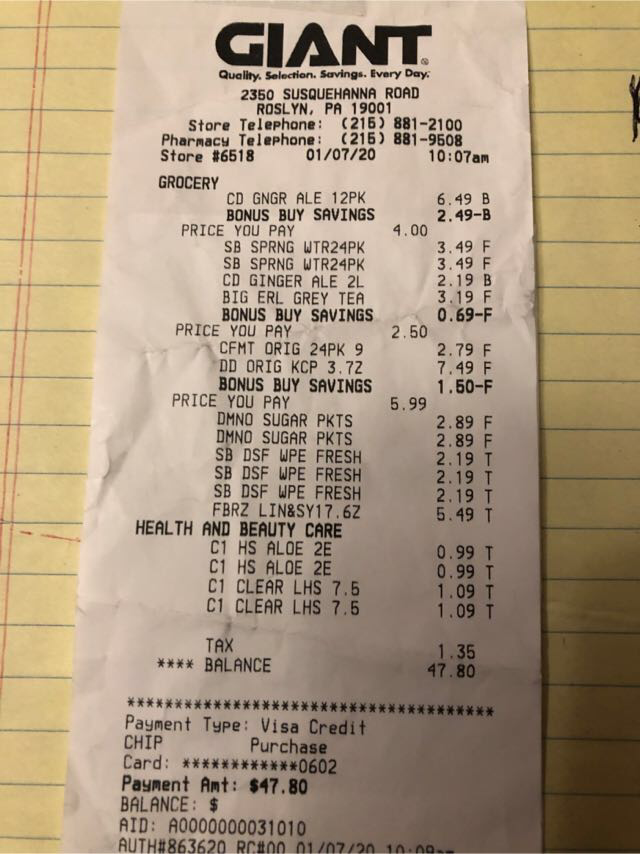 GIANT
Quality. Selection. Savings. Every Day.
2350 SUSQUEHANNA ROAD
ROSLYN, PA 19001
Store Telephone: (215) 881-2100
Pharmacy Telephone: (215) 881-9508
Store #6518 01/07/20 10:07am
GROCERY
CD GNGR ALE 12PK 6.49 B
BONUS BUY SAVINGS 2.49-B
PRICE YOU PAY 4.00
SB SPRNG WTR24PK 3.49 F
SB SPRNG WTR24PK 3.49 F
CD GINGER ALE 2L 2.19 B
BIG ERL GREY TEA 3.19 F
BONUS BUY SAVINGS 0.69-F
PRICE YOU PAY 2.50
CFMT ORIG 24PK 9 2.79 F
DD ORIG KCP 3.7Z 7.49 F
BONUS BUY SAVINGS 1.50-F
PRICE YOU PAY 5.99
DMNO SUGAR PKTS 2.89 F
DMNO SUGAR PKTS 2.89 F
SB DSF WPE FRESH 2.19 T
SB DSF WPE FRESH 2.19 T
SB DSF WPE FRESH 2.19 T
FBRZ LIN&SY17.6Z 5.49 T
HEALTH AND BEAUTY CARE
C1 HS ALOE 2E 0.99 T
C1 HS ALOE 2E 0.99 T
C1 CLEAR LHS 7.5 1.09 T
C1 CLEAR LHS 7.5 1.09 T
TAX 1.35
**** BALANCE 47.80
***************************************
Payment Type: Visa Credit
CHIP Purchase
Card: ************0602
Payment Amt: $47.80
BALANCE: $
AID: A0000000031010
AUTH#863620 RC#00 01/07/20 10:09am